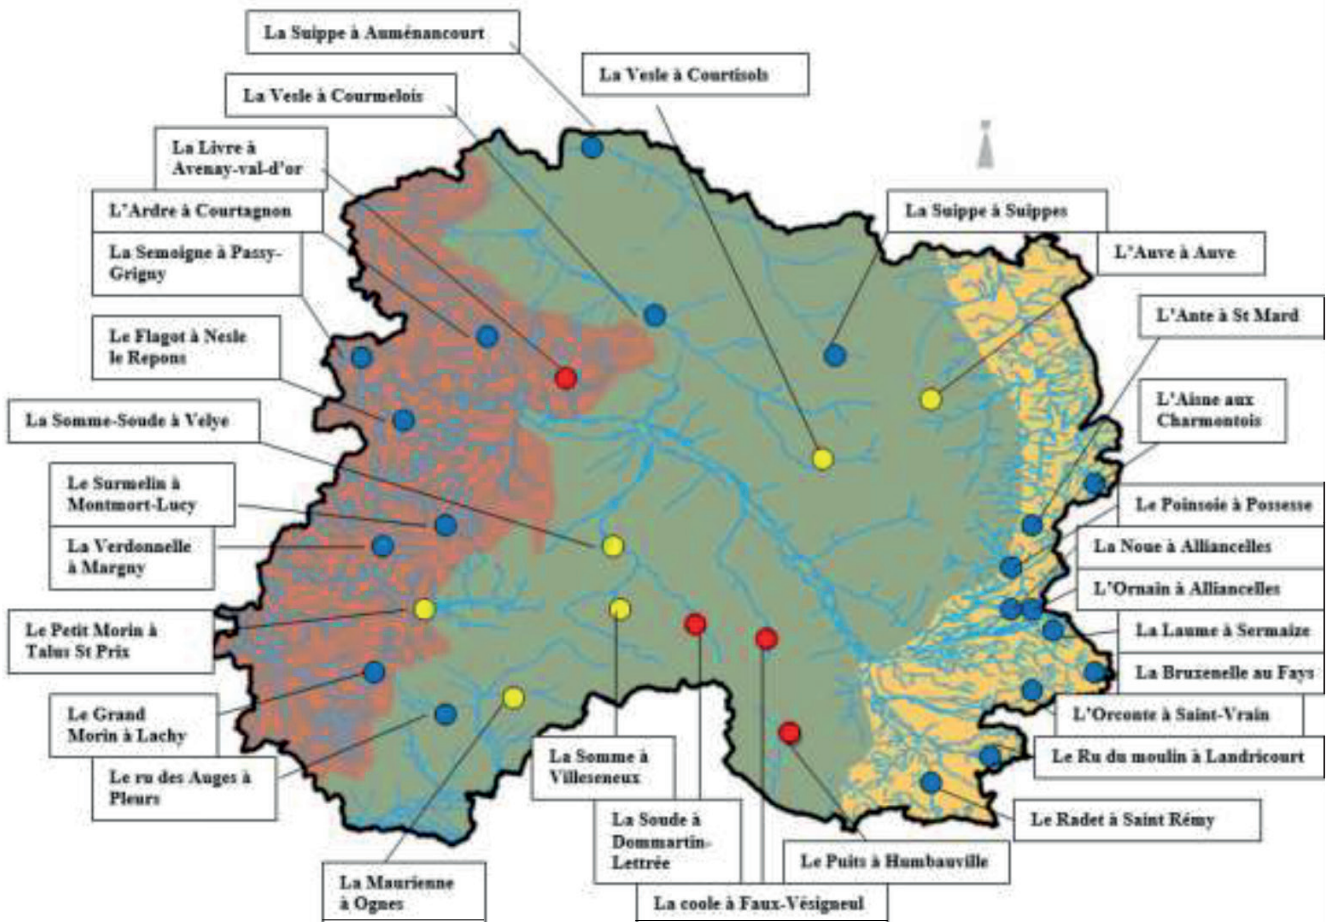 La Suippe à Auménancourt
La Vesle à Courtisols
La Vesle à Courmelois
La Livre à
Avenay-val-d'or
L'Ardre à Courtagnon
La Suippe à Suippes
La Semoigne à Passy-
Grigny
L'Auve à Auve
L'Ante à St Mard
Le Flagot à Nesle
le Repons
L'Aisne aux
Charmontois
La Somme-Soude à Velye
Le Surmelin à
Montmort-Lucy
Le Poinsoie à Possesse
La Verdonnelle
à Margny
La Noue à Alliancelles
L'Ornain à Alliancelles
Le Petit Morin à
Talus St Prix
La Laume à Sermaize
La Bruxenelle au Fays
Le Grand
Morin à Lachy
L'Orconte à Saint-Vrain
La Somme à
Villeseneux
Le Ru du moulin à Landricourt
Le ru des Auges à
Pleurs
La Soude à
Dommartin-
Lettrée
Le Radet à Saint Rémy
Le Puits à Humbauville
La Maurienne
à Ognes
La coole à Faux-Vésigneul